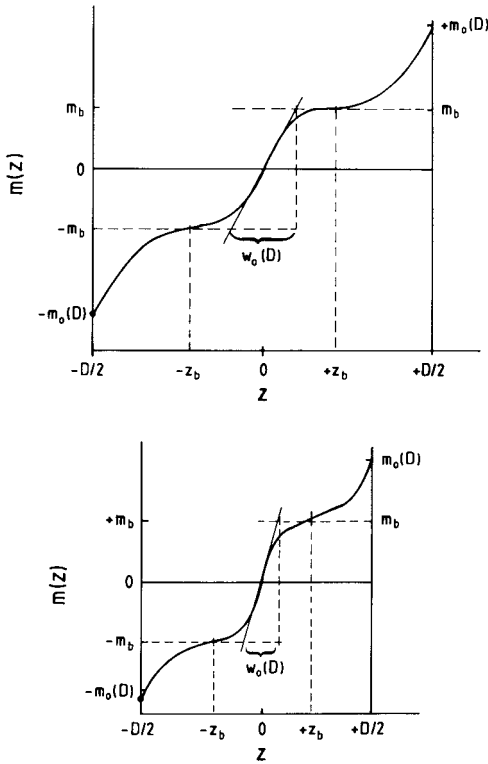 +m₀(D)
m_b
m_b
m(z)
0
-m_b
w₀(D)
-m₀(D)
-D/2
-z_b
0
+z_b
+D/2
z
m₀(D)
+m_b
m_b
m(z)
0
-m_b
w₀(D)
-m₀(D)
-D/2
-z_b
0
+z_b
+D/2
z